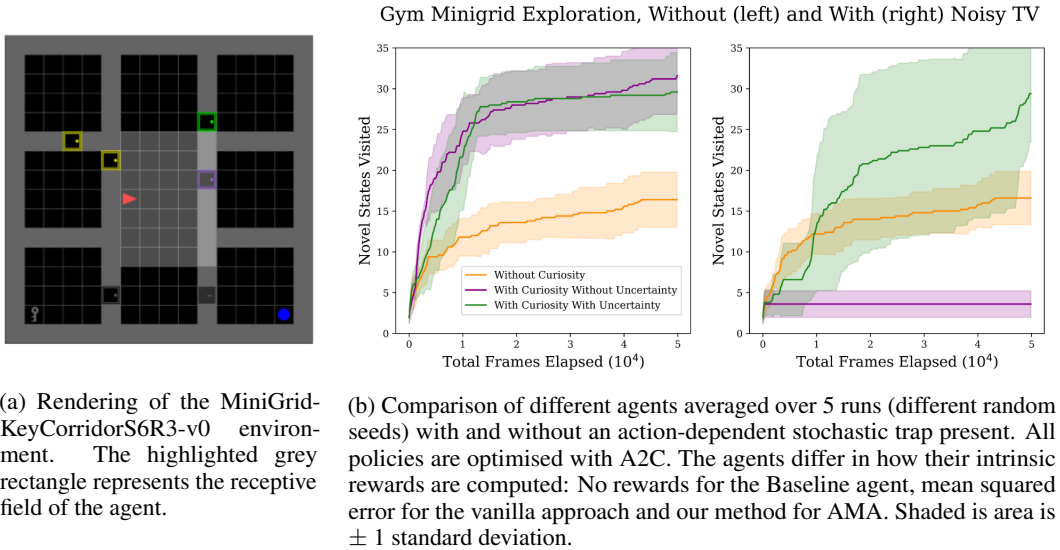 Gym Minigrid Exploration, Without (left) and With (right) Noisy TV
35
30
25
20
15
10
5
0
Novel States Visited
0
1
2
3
4
5
Total Frames Elapsed (10^4)
Without Curiosity
With Curiosity Without Uncertainty
With Curiosity With Uncertainty
35
30
25
20
15
10
5
0
Novel States Visited
0
1
2
3
4
5
Total Frames Elapsed (10^4)
(a) Rendering of the MiniGrid-
KeyCorridorS6R3-v0 environ-
ment. The highlighted grey
rectangle represents the receptive
field of the agent.
(b) Comparison of different agents averaged over 5 runs (different random
seeds) with and without an action-dependent stochastic trap present. All
policies are optimised with A2C. The agents differ in how their intrinsic
rewards are computed: No rewards for the Baseline agent, mean squared
error for the vanilla approach and our method for AMA. Shaded is area is
± 1 standard deviation.